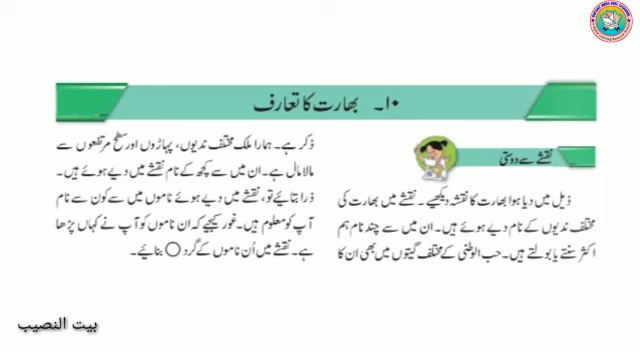 ۱۰۔ بھارت کا تعارف
نقشے سے دوستی
ذیل میں دیا ہوا بھارت کا نقشہ دیکھیے۔ نقشے میں بھارت کی
مختلف ندیوں کے نام دیے ہوئے ہیں۔ ان میں سے چند نام ہم
اکثر سنتے یا بولتے ہیں۔ حب الوطنی کے مختلف گیتوں میں بھی ان کا
ذکر ہے۔ ہمارا ملک مختلف ندیوں، پہاڑوں اور سطح مرتفعوں سے
مالا مال ہے۔ ان میں سے کچھ کے نام نقشے میں دیے ہوئے ہیں۔
ذرا بتائیے تو، نقشے میں دیے ہوئے ناموں میں سے کون سے نام
آپ کو معلوم ہیں۔ غور کیجیے کہ ان ناموں کو آپ نے کہاں پڑھا
ہے۔ نقشے میں اُن ناموں کے گرد ○ بنائیے۔
بيت النصيب